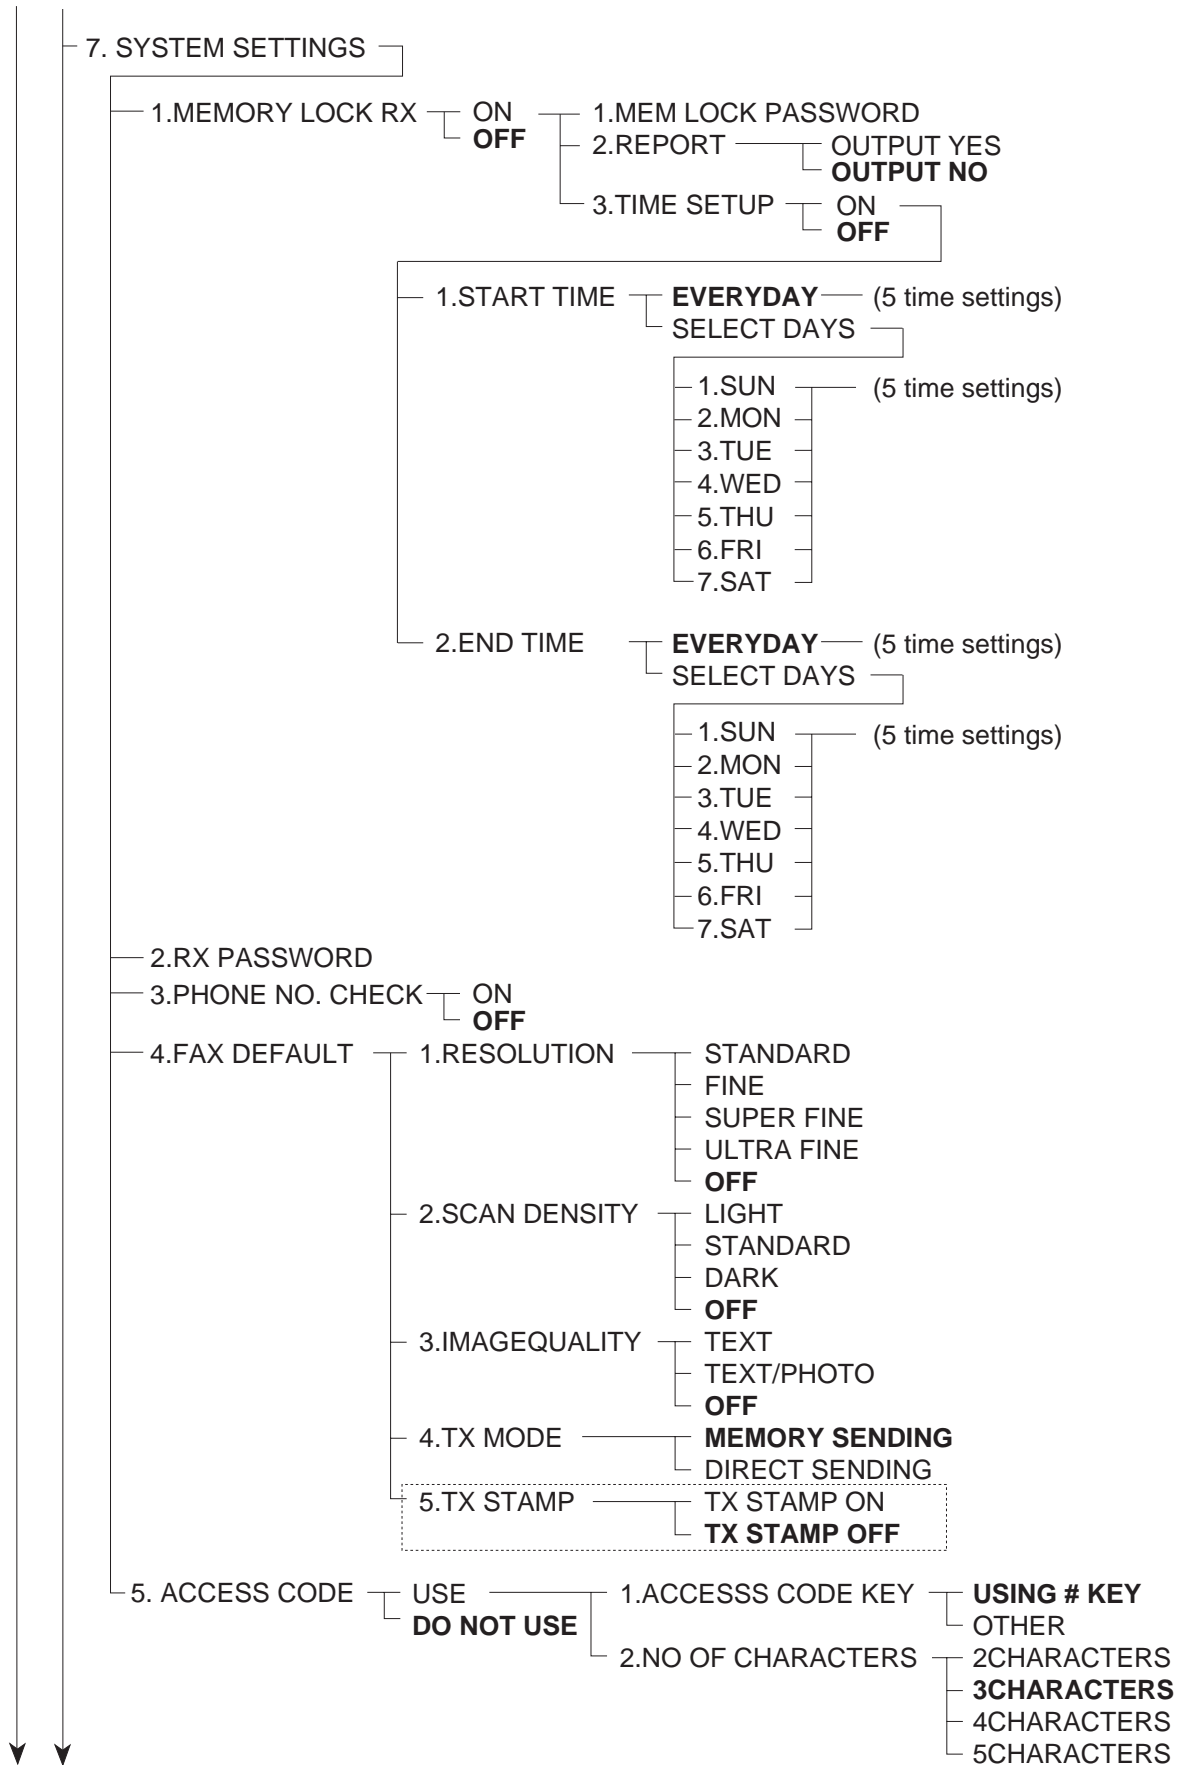 7. SYSTEM SETTINGS
1.MEMORY LOCK RX ON 1.MEM LOCK PASSWORD
OFF 2.REPORT OUTPUT YES
OUTPUT NO
3.TIME SETUP ON
OFF
1.START TIME EVERYDAY (5 time settings)
SELECT DAYS
1.SUN (5 time settings)
2.MON
3.TUE
4.WED
5.THU
6.FRI
7.SAT
2.END TIME EVERYDAY (5 time settings)
SELECT DAYS
1.SUN (5 time settings)
2.MON
3.TUE
4.WED
5.THU
6.FRI
7.SAT
2.RX PASSWORD
3.PHONE NO. CHECK ON
OFF
4.FAX DEFAULT 1.RESOLUTION STANDARD
FINE
SUPER FINE
ULTRA FINE
OFF
2.SCAN DENSITY LIGHT
STANDARD
DARK
OFF
3.IMAGEQUALITY TEXT
TEXT/PHOTO
OFF
4.TX MODE MEMORY SENDING
DIRECT SENDING
5.TX STAMP TX STAMP ON
TX STAMP OFF
5. ACCESS CODE USE 1.ACCESSS CODE KEY USING # KEY
DO NOT USE OTHER
2.NO OF CHARACTERS 2CHARACTERS
3CHARACTERS
4CHARACTERS
5CHARACTERS